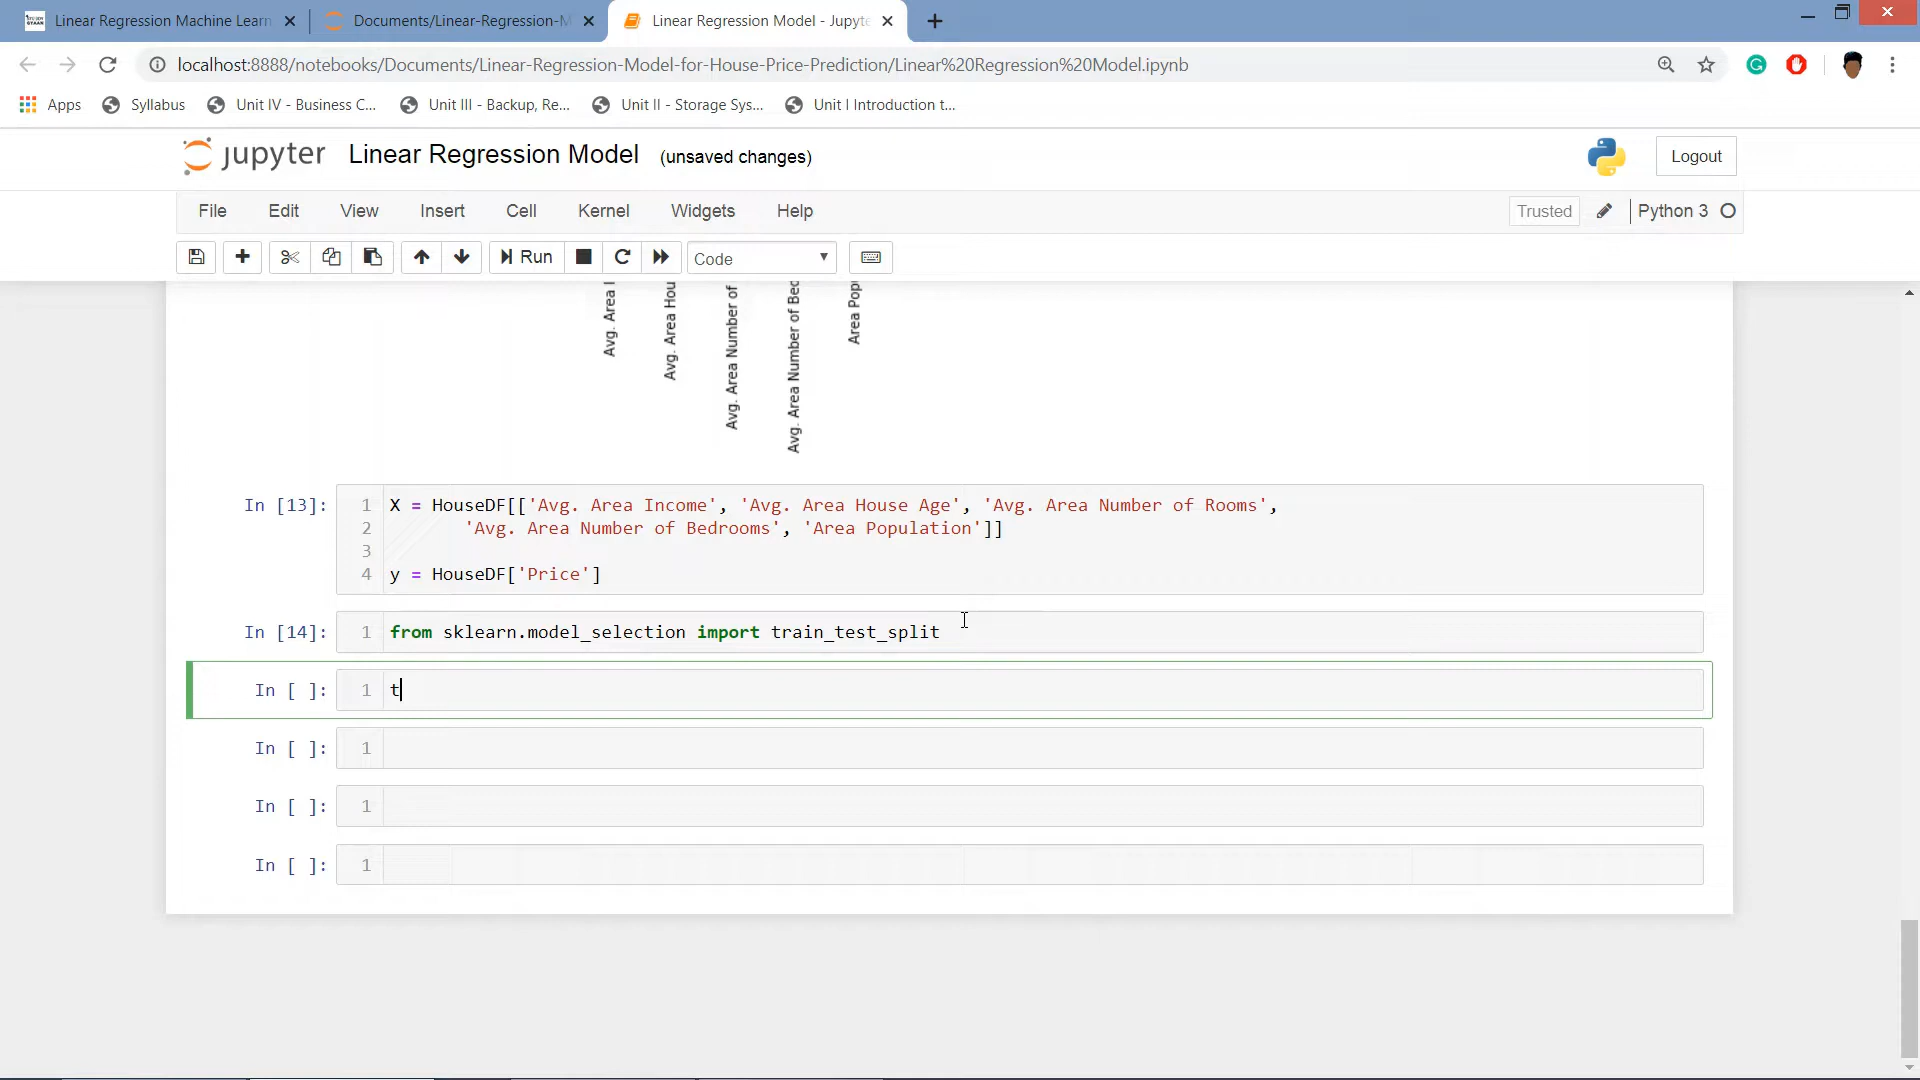 Linear Regression Machine Learn
Documents/Linear-Regression-M
Linear Regression Model - Jupyte
localhost:8888/notebooks/Documents/Linear-Regression-Model-for-House-Price-Prediction/Linear%20Regression%20Model.ipynb
Apps Syllabus Unit IV - Business C... Unit III - Backup, Re... Unit II - Storage Sys... Unit I Introduction t...
jupyter Linear Regression Model (unsaved changes) Logout
File Edit View Insert Cell Kernel Widgets Help Trusted Python 3
Run Code
Avg. Area I
Avg. Area Hou
Avg. Area Number of
Avg. Area Number of Bec
Area Pop
In [13]: 1 X = HouseDF[['Avg. Area Income', 'Avg. Area House Age', 'Avg. Area Number of Rooms',
2 'Avg. Area Number of Bedrooms', 'Area Population']]
3
4 y = HouseDF['Price']
In [14]: 1 from sklearn.model_selection import train_test_split
In [ ]: 1 t
In [ ]: 1
In [ ]: 1
In [ ]: 1